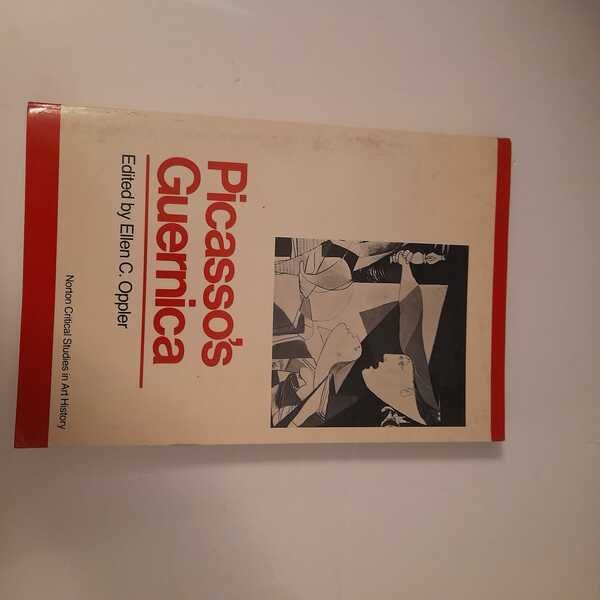 Picasso's
Guernica
Edited by Ellen C. Oppler
Norton Critical Studies in Art History